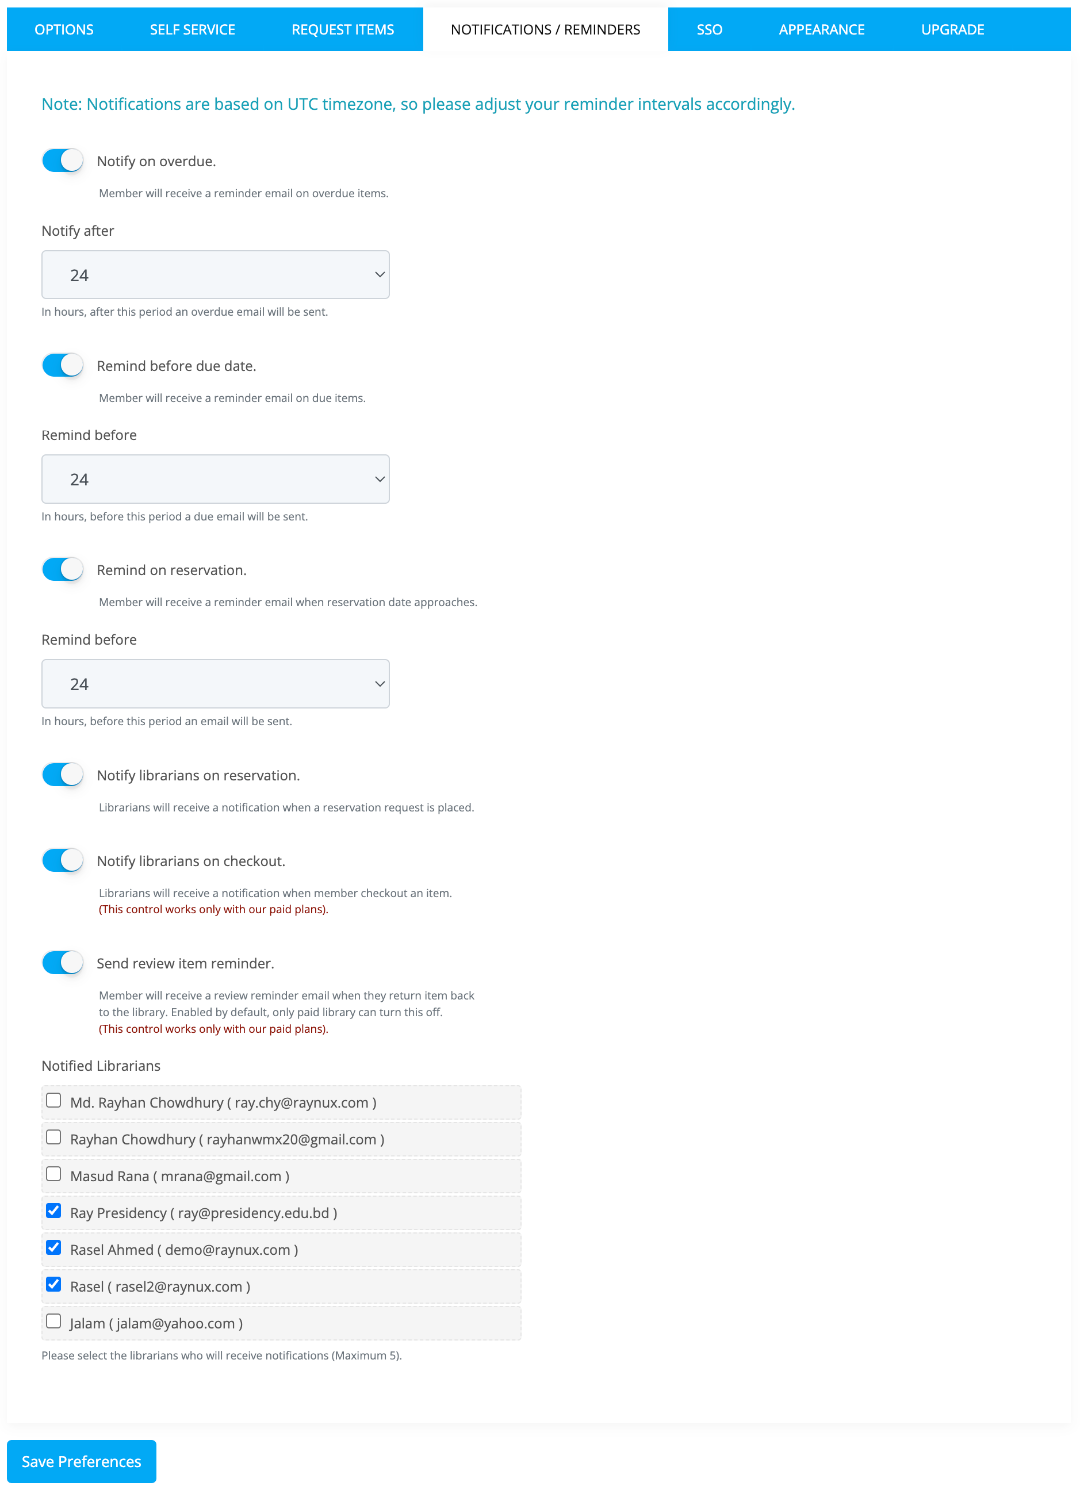 OPTIONS SELF SERVICE REQUEST ITEMS NOTIFICATIONS / REMINDERS SSO APPEARANCE UPGRADE
Note: Notifications are based on UTC timezone, so please adjust your reminder intervals accordingly.
Notify on overdue.
Member will receive a reminder email on overdue items.
Notify after
24
In hours, after this period an overdue email will be sent.
Remind before due date.
Member will receive a reminder email on due items.
Remind before
24
In hours, before this period a due email will be sent.
Remind on reservation.
Member will receive a reminder email when reservation date approaches.
Remind before
24
In hours, before this period an email will be sent.
Notify librarians on reservation.
Librarians will receive a notification when a reservation request is placed.
Notify librarians on checkout.
Librarians will receive a notification when member checkout an item.
(This control works only with our paid plans).
Send review item reminder.
Member will receive a review reminder email when they return item back
to the library. Enabled by default, only paid library can turn this off.
(This control works only with our paid plans).
Notified Librarians
Md. Rayhan Chowdhury ( ray.chy@raynux.com )
Rayhan Chowdhury ( rayhanwmx20@gmail.com )
Masud Rana ( mrana@gmail.com )
Ray Presidency ( ray@presidency.edu.bd )
Rasel Ahmed ( demo@raynux.com )
Rasel ( rasel2@raynux.com )
Jalam ( jalam@yahoo.com )
Please select the librarians who will receive notifications (Maximum 5).
Save Preferences